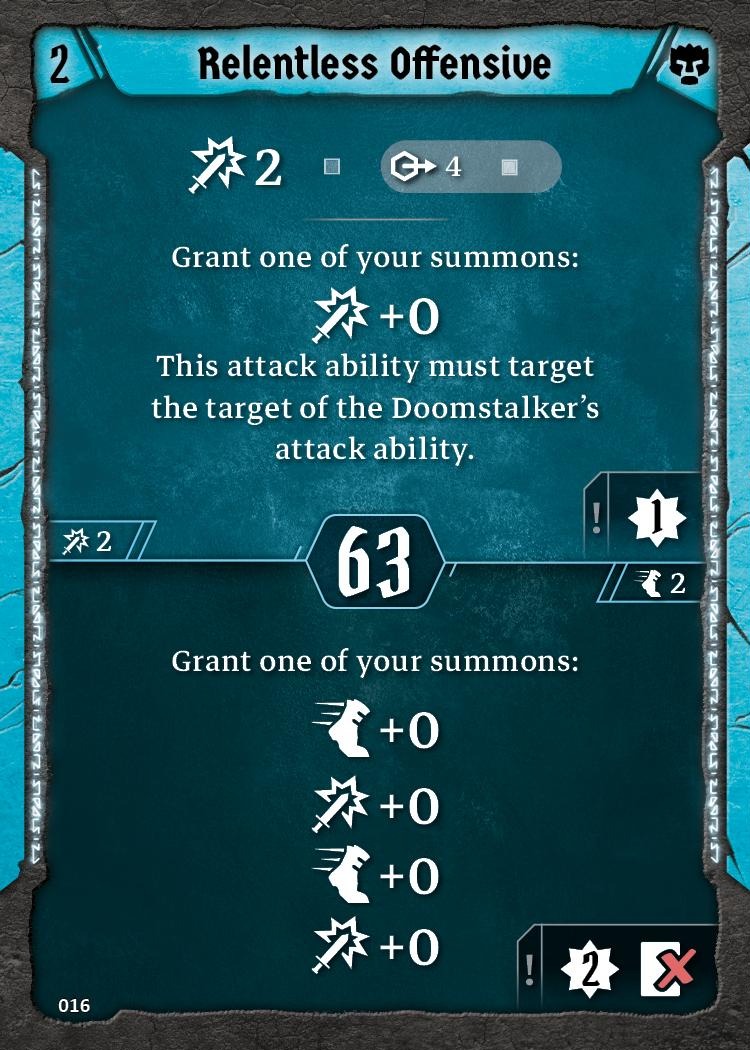 2 Relentless Offensive
2 4
Grant one of your summons:
+0
This attack ability must target
the target of the Doomstalker's
attack ability.
! 1
2 63 2
Grant one of your summons:
+0
+0
+0
+0
! 2
016